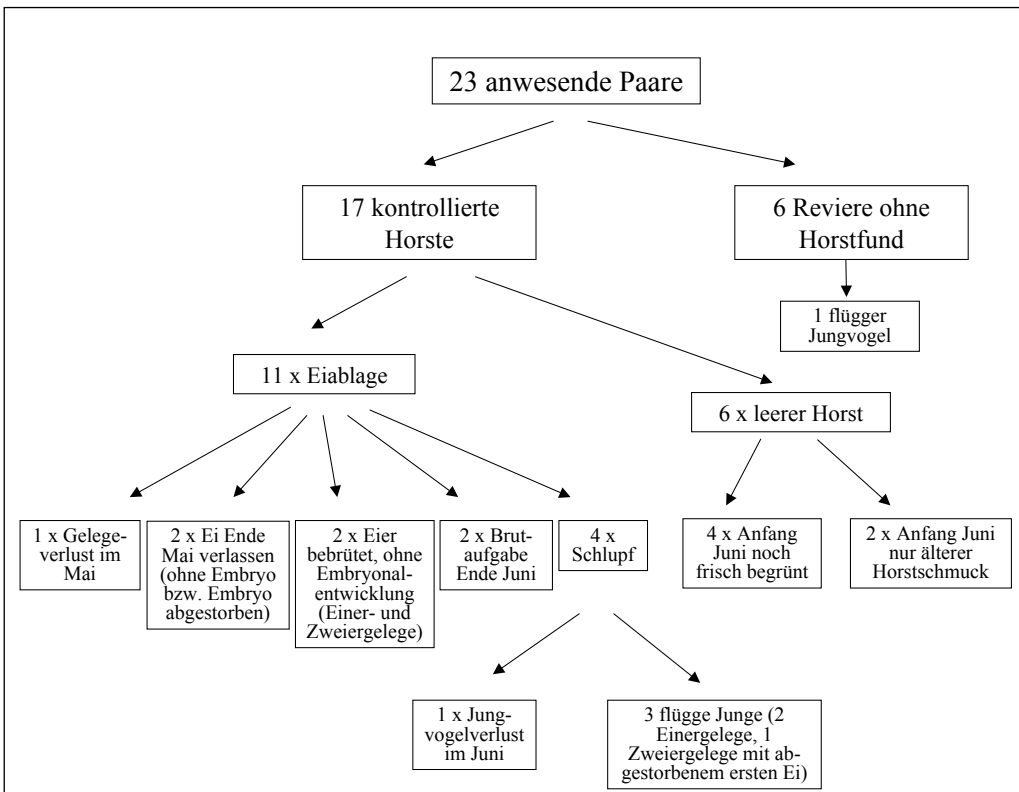 23 anwesende Paare
17 kontrollierte
Horste
6 Reviere ohne
Horstfund
1 flügger
Jungvogel
11 x Eiablage
6 x leerer Horst
1 x Gelege-
verlust im
Mai
2 x Ei Ende
Mai verlassen
(ohne Embryo
bzw. Embryo
abgestorben)
2 x Eier
bebrütet, ohne
Embryonal-
entwicklung
(Einer- und
Zweiergelege)
2 x Brut-
aufgabe
Ende Juni
4 x
Schlupf
4 x Anfang
Juni noch
frisch begrünt
2 x Anfang Juni
nur älterer
Horstschmuck
1 x Jung-
vogelverlust
im Juni
3 flügge Junge (2
Einergelege, 1
Zweiergelege mit ab-
gestorbenem ersten Ei)